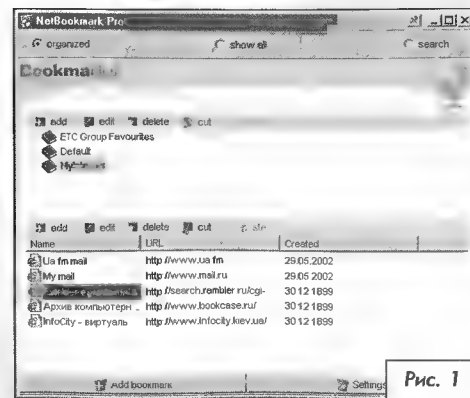 NetBookmark Pro
organized show all search
add edit delete cut
ETC Group Favourites
Default
add edit delete cut
Name URL Created
Ua fm mail http://www.ua fm 29.05.2002
My mail http://www.mail.ru 29 05 2002
http://search.rambler ru/cgi- 30 12 1899
Архив компьютерн http://www.bookcase.ru/ 30 12 1899
InfoCity - виртуаль http://www.infocity.kiev.ua/ 30 12 1899
Add bookmark Settings
Рис. 1